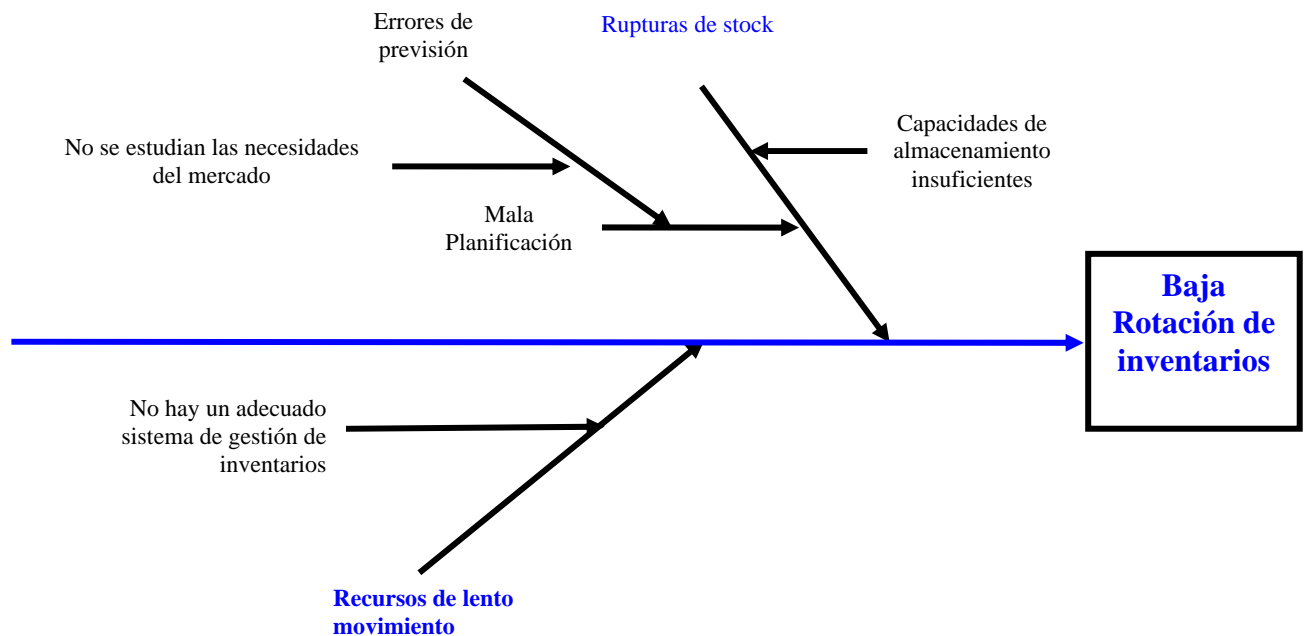 Errores de
previsión
Rupturas de stock
No se estudian las necesidades
del mercado
Capacidades de
almacenamiento
insuficientes
Mala
Planificación
Baja
Rotación de
inventarios
No hay un adecuado
sistema de gestión de
inventarios
Recursos de lento
movimiento